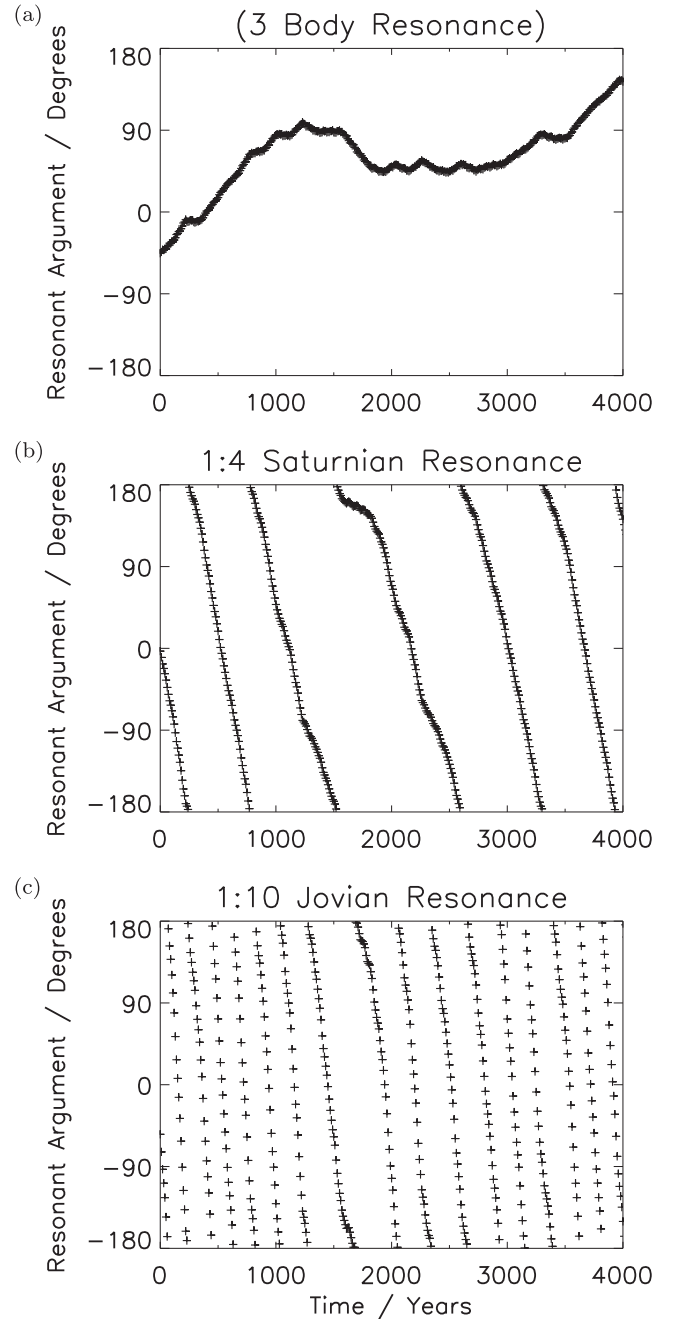 (a)
(3 Body Resonance)
Resonant Argument / Degrees
180
90
0
−90
−180
0 1000 2000 3000 4000
(b)
1:4 Saturnian Resonance
Resonant Argument / Degrees
180
90
0
−90
−180
0 1000 2000 3000 4000
(c)
1:10 Jovian Resonance
Resonant Argument / Degrees
180
90
0
−90
−180
0 1000 2000 3000 4000
Time / Years